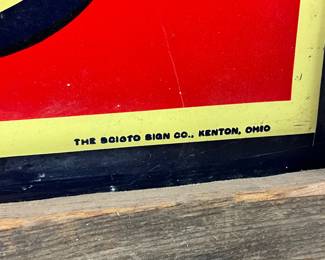 THE SCIOTO SIGN CO., KENTON, OHIO